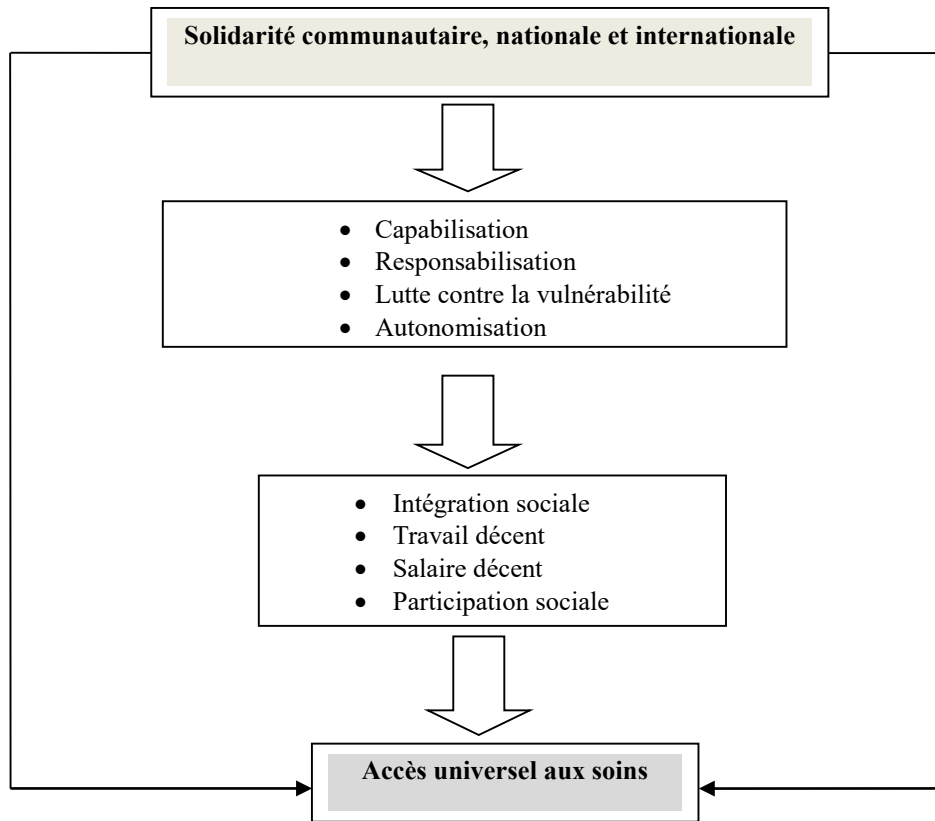 Solidarité communautaire, nationale et internationale
• Capabilisation
• Responsabilisation
• Lutte contre la vulnérabilité
• Autonomisation
• Intégration sociale
• Travail décent
• Salaire décent
• Participation sociale
Accès universel aux soins